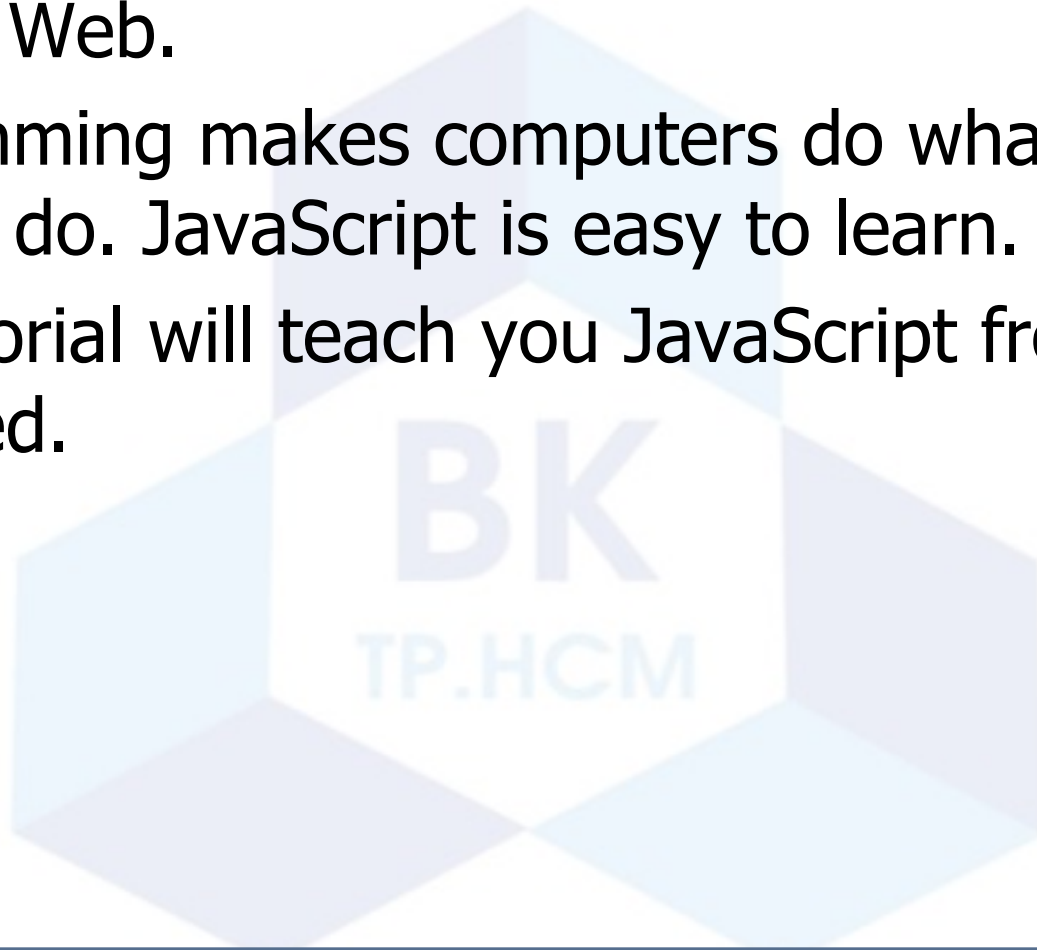 Web.
mming makes computers do wha
do. JavaScript is easy to learn.
orial will teach you JavaScript fr
ed.
BK
TP.HCM